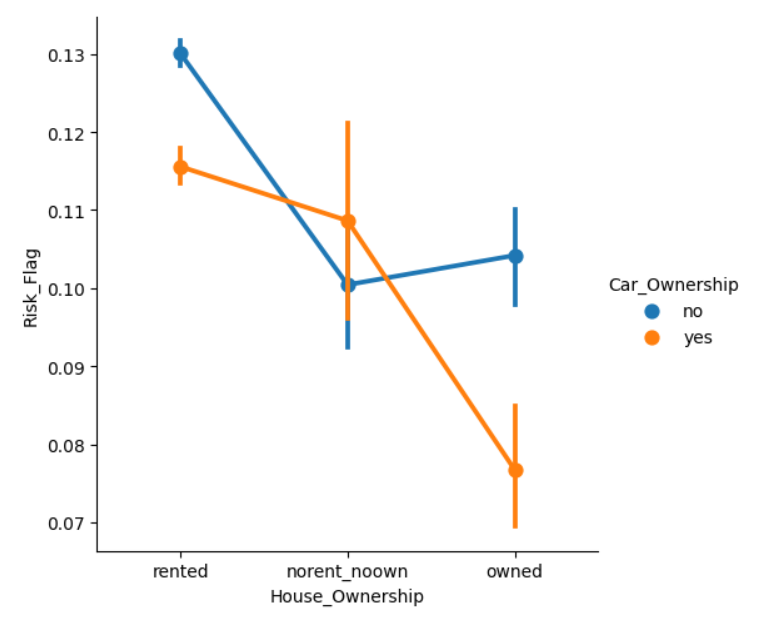 0.13
0.12
0.11
0.10
0.09
0.08
0.07
Risk_Flag
rented
norent_noown
owned
House_Ownership
Car_Ownership
no
yes